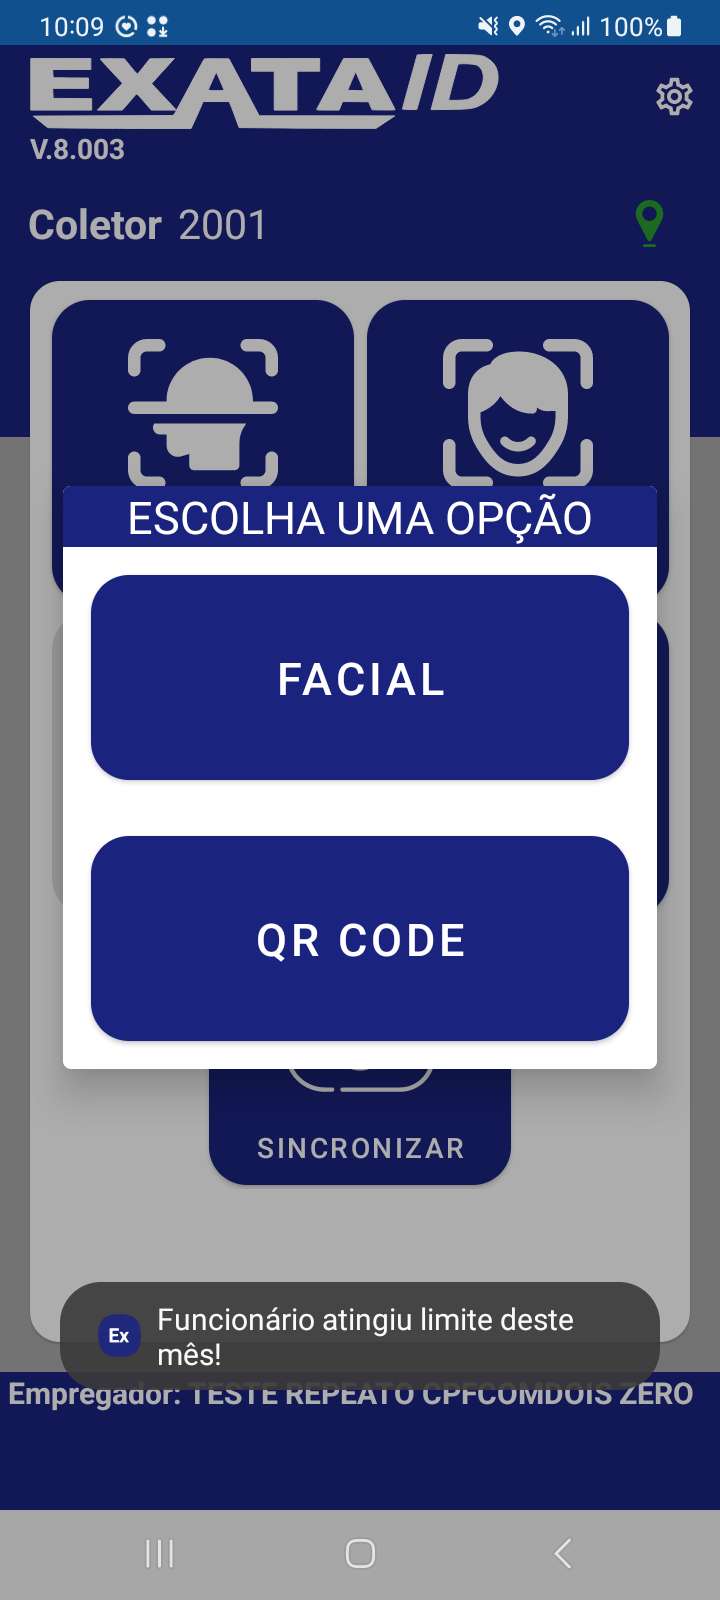 10:09
100%
EXATAID
V.8.003
Coletor 2001
ESCOLHA UMA OPÇÃO
FACIAL
QR CODE
SINCRONIZAR
Ex
Funcionário atingiu limite deste
mês!
Empregador: TESTE REPEATO CPFCOMDOIS ZERO